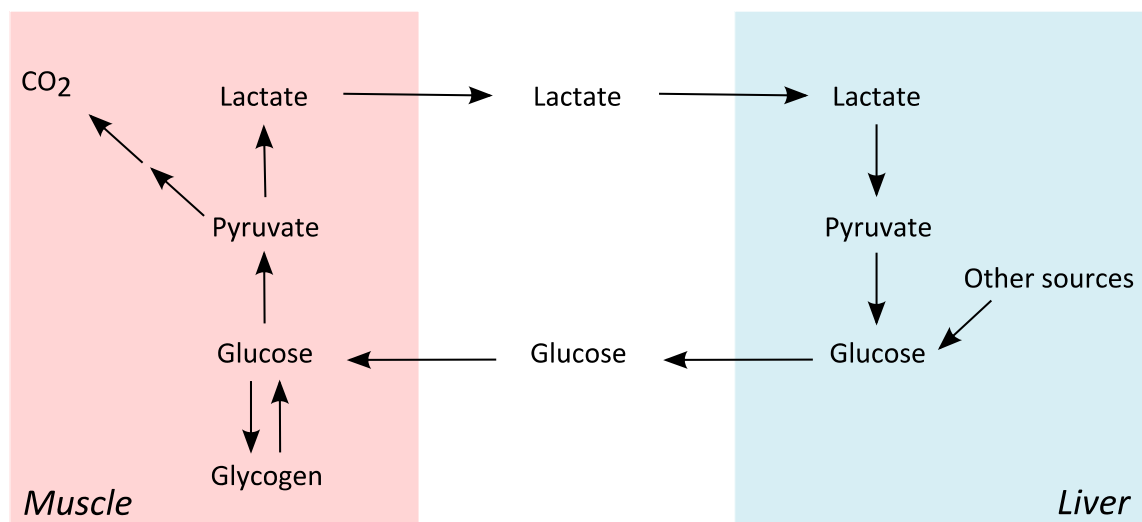 CO2
Lactate
Lactate
Lactate
Pyruvate
Pyruvate
Other sources
Glucose
Glucose
Glucose
Glycogen
Muscle
Liver